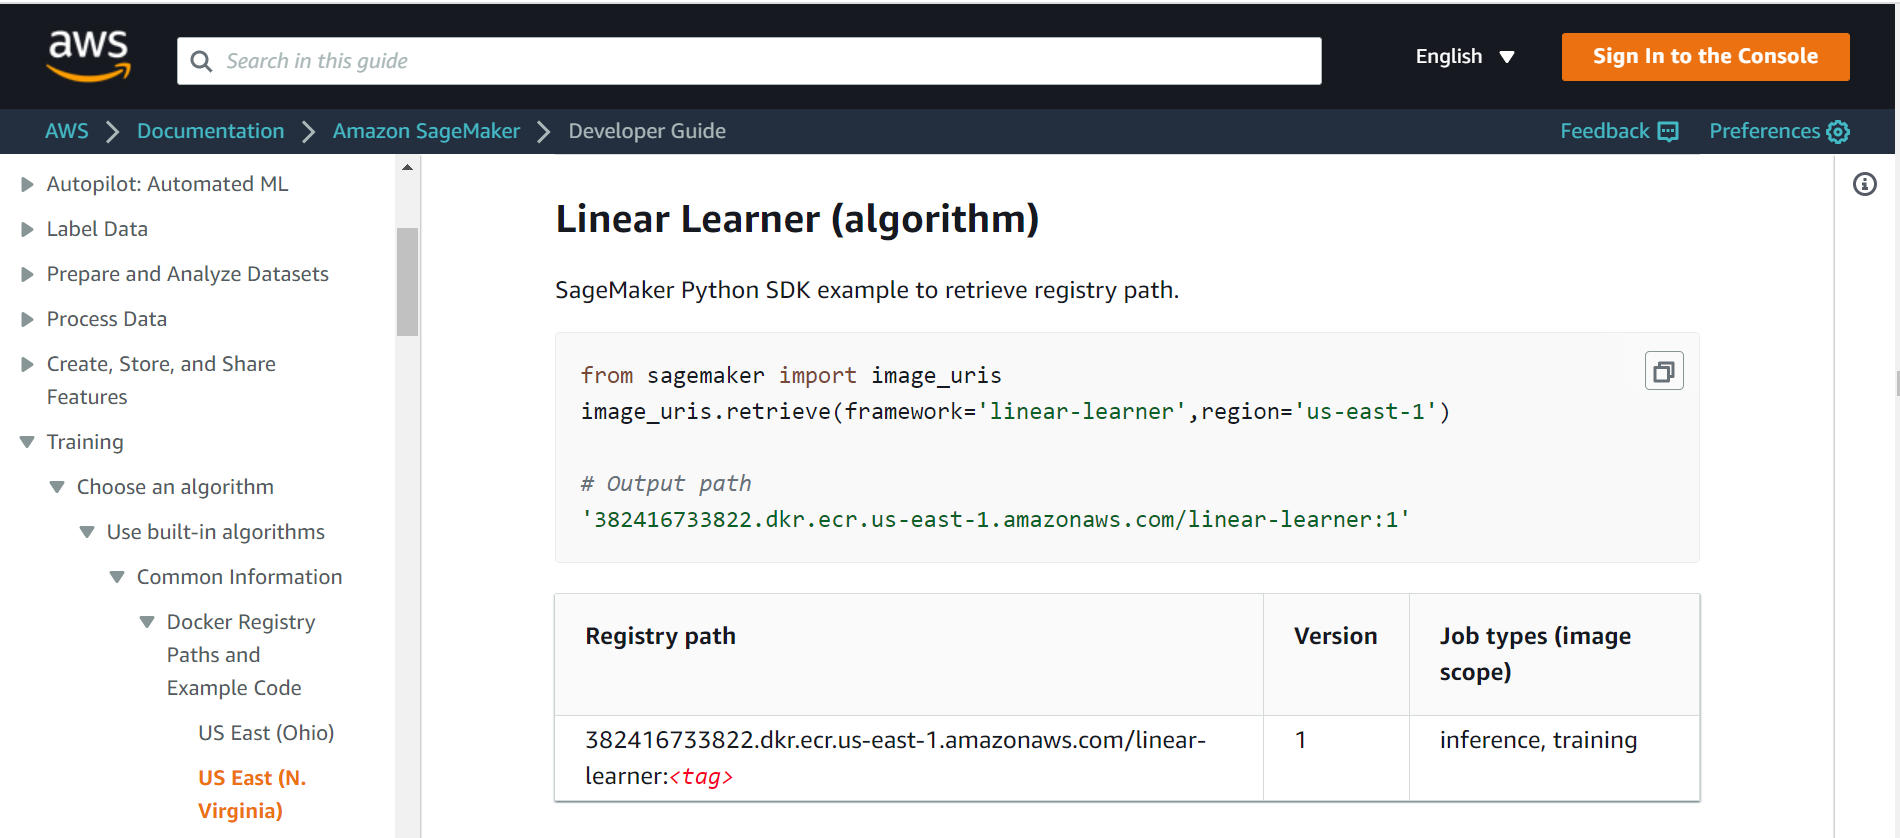 aws
Search in this guide
English
Sign In to the Console
AWS
Documentation
Amazon SageMaker
Developer Guide
Feedback
Preferences
Autopilot: Automated ML
Label Data
Prepare and Analyze Datasets
Process Data
Create, Store, and Share
Features
Training
Choose an algorithm
Use built-in algorithms
Common Information
Docker Registry
Paths and
Example Code
US East (Ohio)
US East (N.
Virginia)
Linear Learner (algorithm)
SageMaker Python SDK example to retrieve registry path.
from sagemaker import image_uris
image_uris.retrieve(framework='linear-learner',region='us-east-1')
# Output path
'382416733822.dkr.ecr.us-east-1.amazonaws.com/linear-learner:1'
Registry path
Version
Job types (image
scope)
382416733822.dkr.ecr.us-east-1.amazonaws.com/linear-
learner:<tag>
1
inference, training